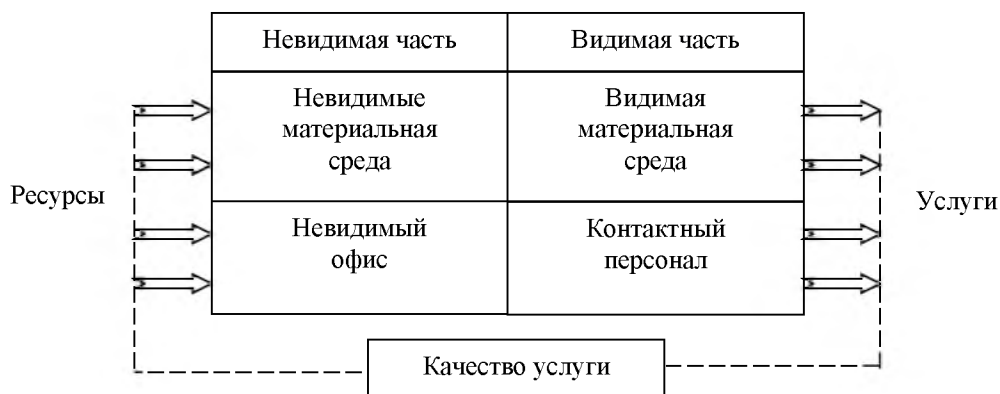 Невидимая часть
Видимая часть
Невидимые
материальная
среда
Видимая
материальная
среда
Ресурсы
Услуги
Невидимый
офис
Контактный
персонал
Качество услуги